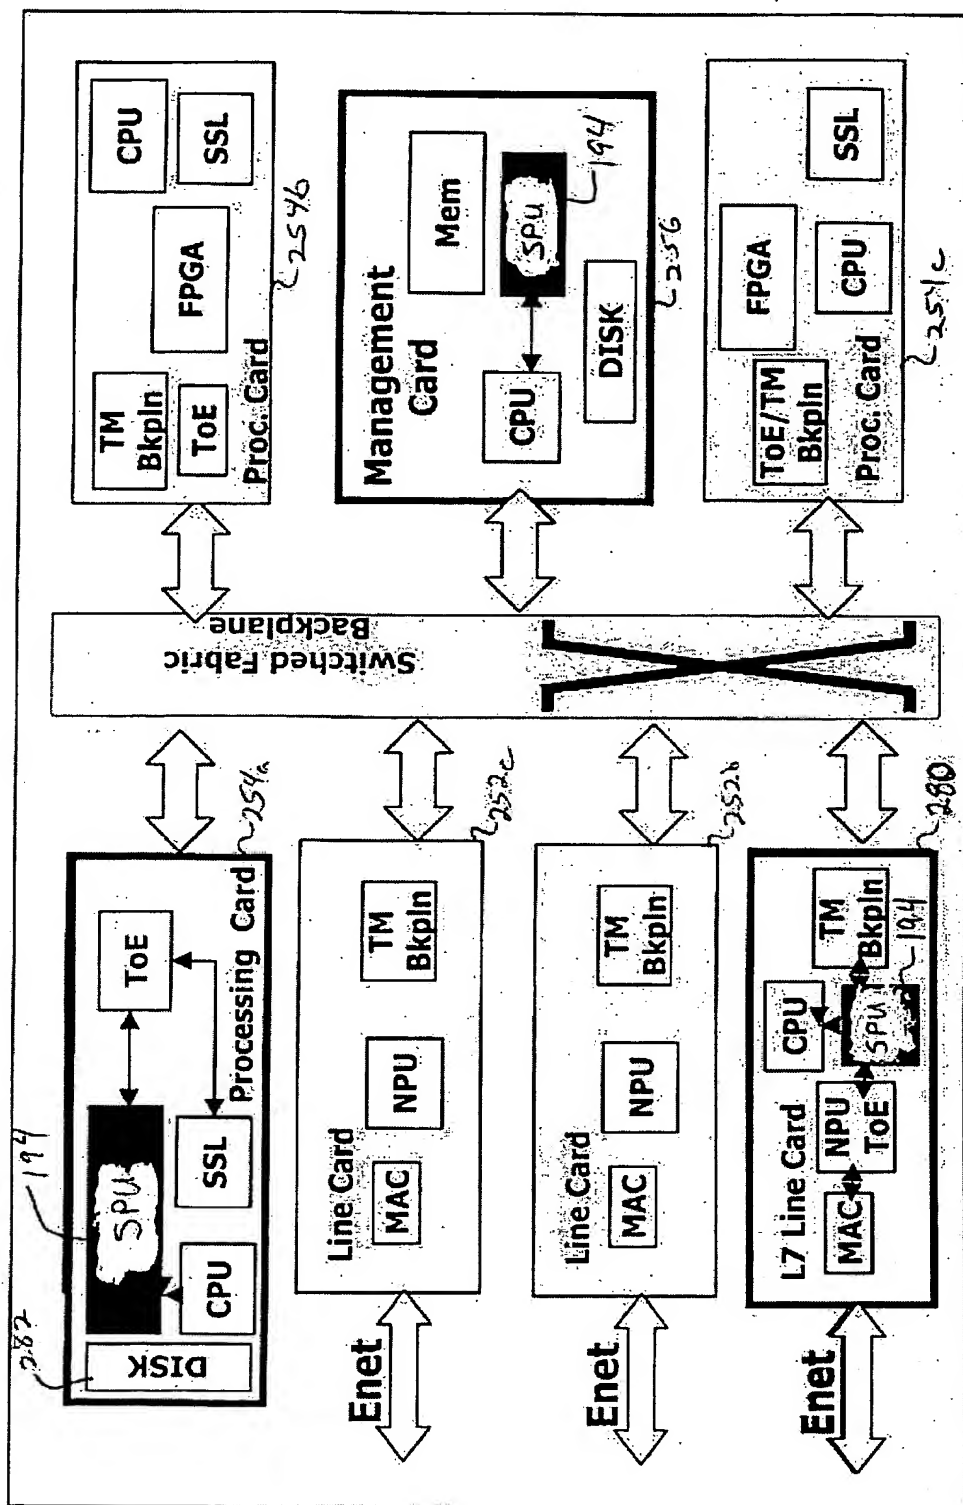 282
194
DISK
SPU
CPU
SSL
ToE
Processing Card
254a
Enet
Line Card
MAC
NPU
TM
Bkpln
252c
Enet
Line Card
MAC
NPU
TM
Bkpln
252b
Enet
L7 Line Card
MAC
NPU
ToE
CPU
SPU
TM
Bkpln
194
280
Switched Fabric
Backplane
TM
Bkpln
ToE
Proc. Card
FPGA
CPU
SSL
254b
Management
Card
CPU
Mem
SPU
DISK
194
256
ToE/TM
Bkpln
Proc. Card
FPGA
CPU
SSL
254c